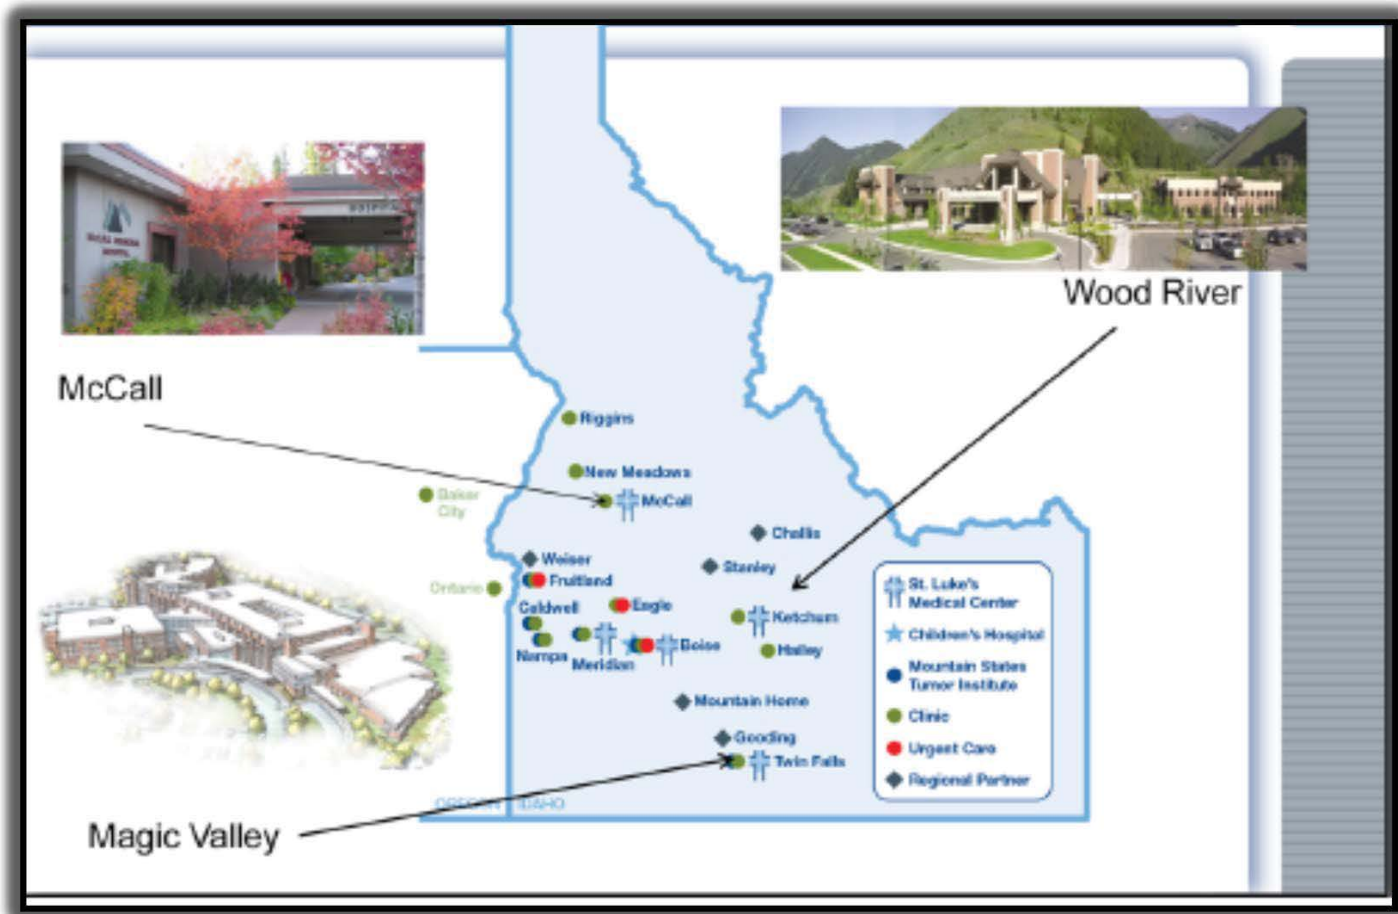 HOSPITAL
McCall
Wood River
Riggins
New Meadows
McCall
Baker
City
Challis
Weiser
Stanley
Ontario
Fruitland
Caldwell
Eagle
Ketchum
Nampa
Meridian
Boise
Hailey
Mountain Home
Gooding
Twin Falls
OREGON
IDAHO
St. Luke's
Medical Center
Children's Hospital
Mountain States
Tumor Institute
Clinic
Urgent Care
Regional Partner
Magic Valley